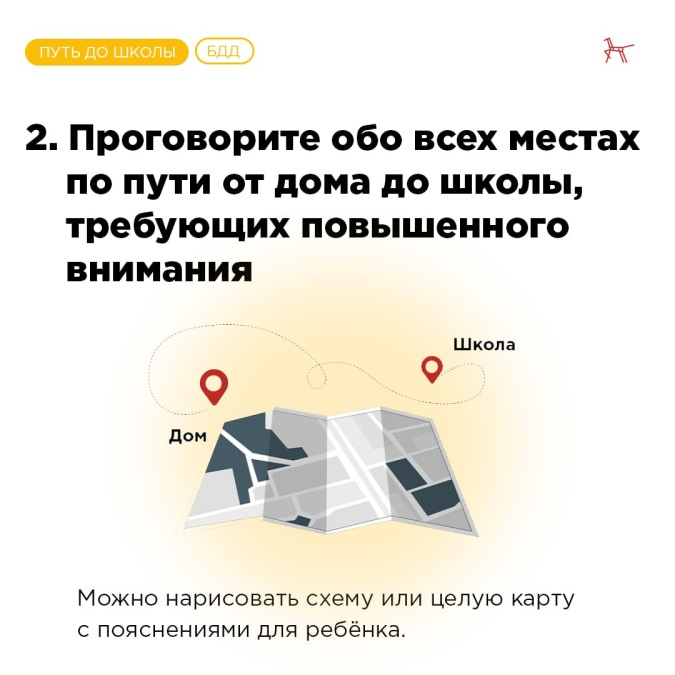 ПУТЬ ДО ШКОЛЫ БДД
2. Проговорите обо всех местах
по пути от дома до школы,
требующих повышенного
внимания
Школа
Дом
Можно нарисовать схему или целую карту
с пояснениями для ребёнка.